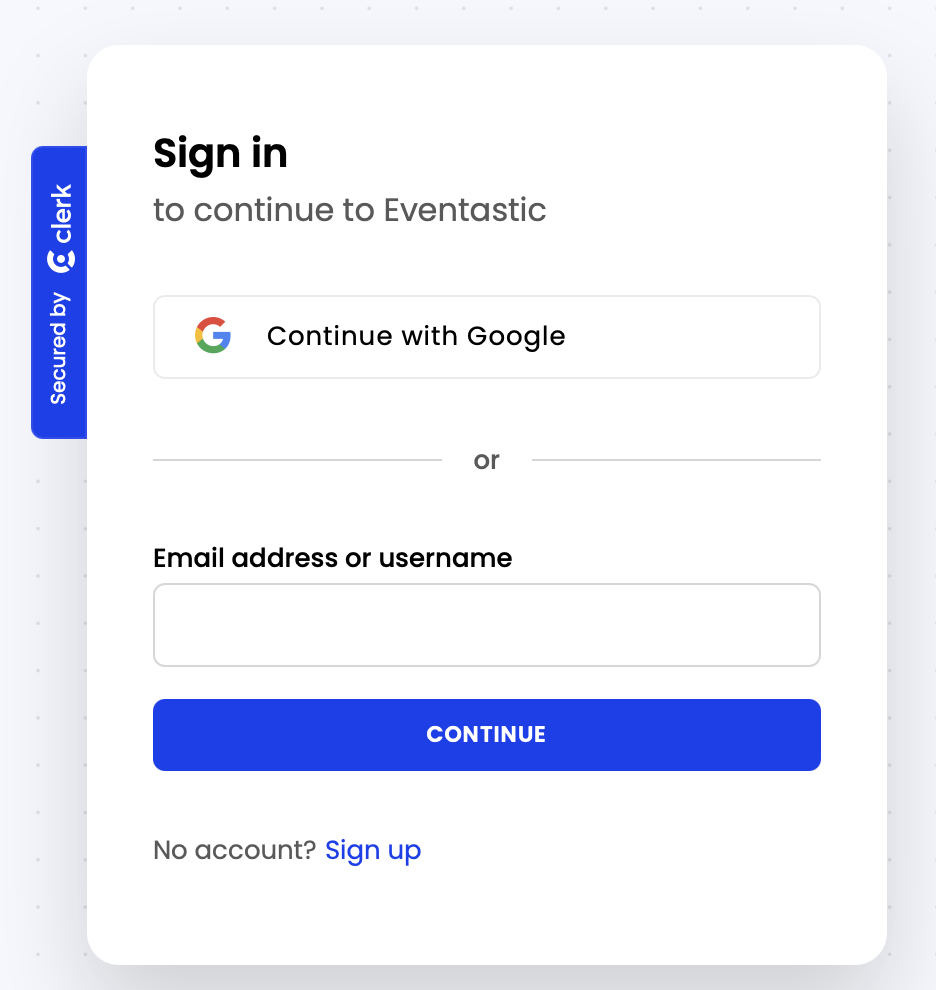 Sign in
to continue to Eventastic
Secured by clerk
Continue with Google
or
Email address or username
CONTINUE
No account? Sign up